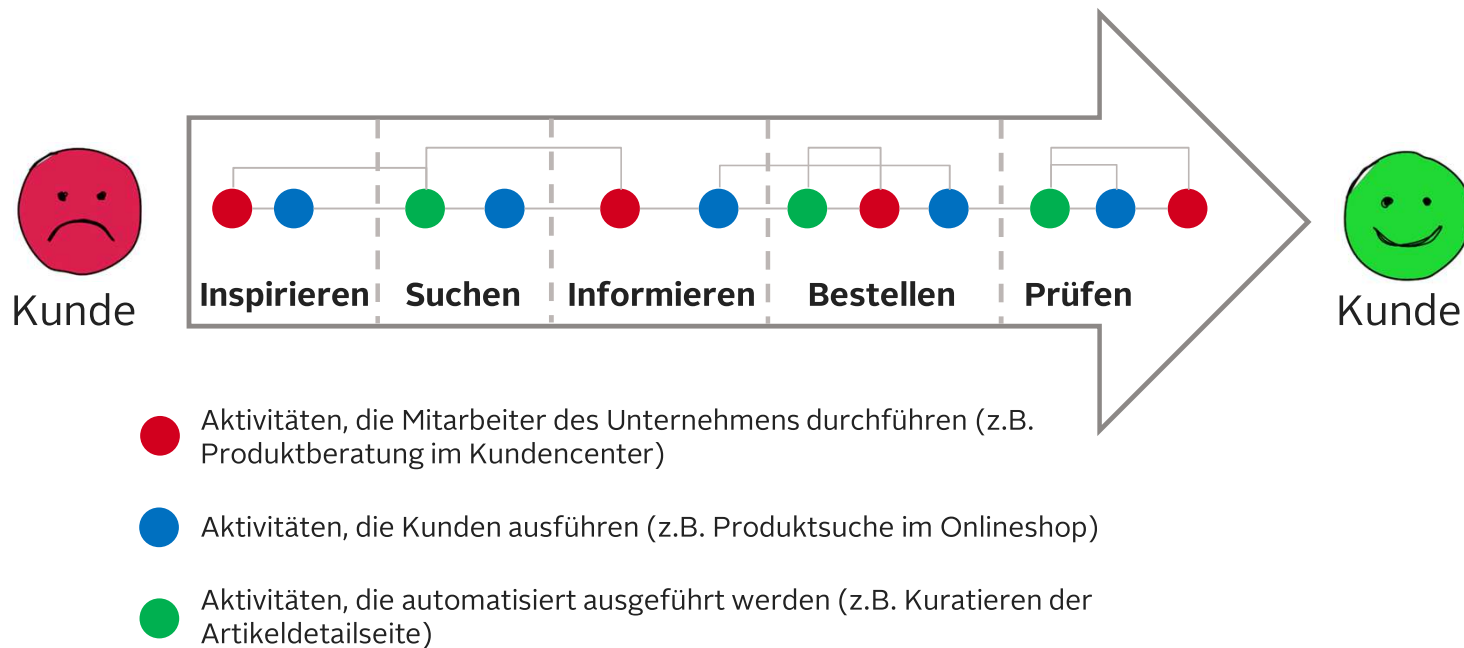 Kunde
Inspirieren
Suchen
Informieren
Bestellen
Prüfen
Kunde
Aktivitäten, die Mitarbeiter des Unternehmens durchführen (z.B.
Produktberatung im Kundencenter)
Aktivitäten, die Kunden ausführen (z.B. Produktsuche im Onlineshop)
Aktivitäten, die automatisiert ausgeführt werden (z.B. Kuratieren der
Artikeldetailseite)